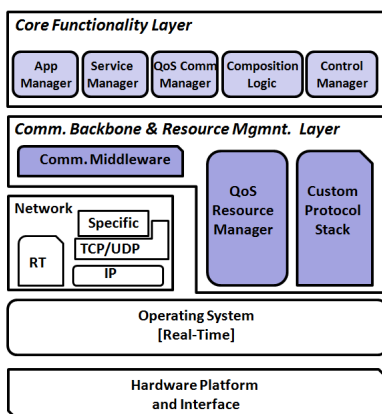 Core Functionality Layer
App Manager
Service Manager
QoS Comm Manager
Composition Logic
Control Manager
Comm. Backbone & Resource Mgmnt. Layer
Comm. Middleware
QoS
Resource
Manager
Custom
Protocol
Stack
Network
Specific
TCP/UDP
RT
IP
Operating System
[Real-Time]
Hardware Platform
and Interface